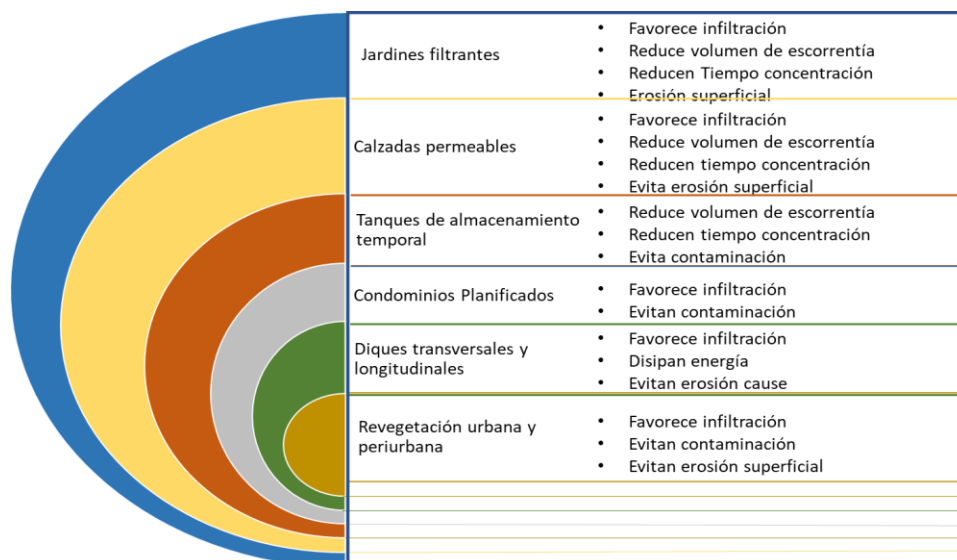 Jardines filtrantes
• Favorece infiltración
• Reduce volumen de escorrentía
• Reducen Tiempo concentración
• Erosión superficial
Calzadas permeables
• Favorece infiltración
• Reduce volumen de escorrentía
• Reducen tiempo concentración
• Evita erosión superficial
Tanques de almacenamiento
temporal
• Reduce volumen de escorrentía
• Reducen tiempo concentración
• Evita contaminación
Condominios Planificados
• Favorece infiltración
• Evitan contaminación
Diques transversales y
longitudinales
• Favorece infiltración
• Disipan energía
• Evitan erosión cause
Revegetación urbana y
periurbana
• Favorece infiltración
• Evitan contaminación
• Evitan erosión superficial